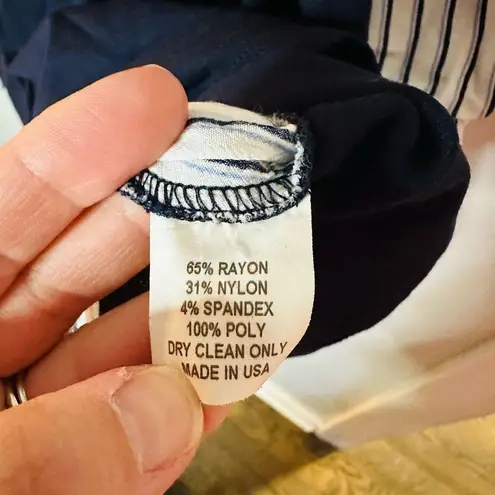 65% RAYON
31% NYLON
4% SPANDEX
100% POLY
DRY CLEAN ONLY
MADE IN USA